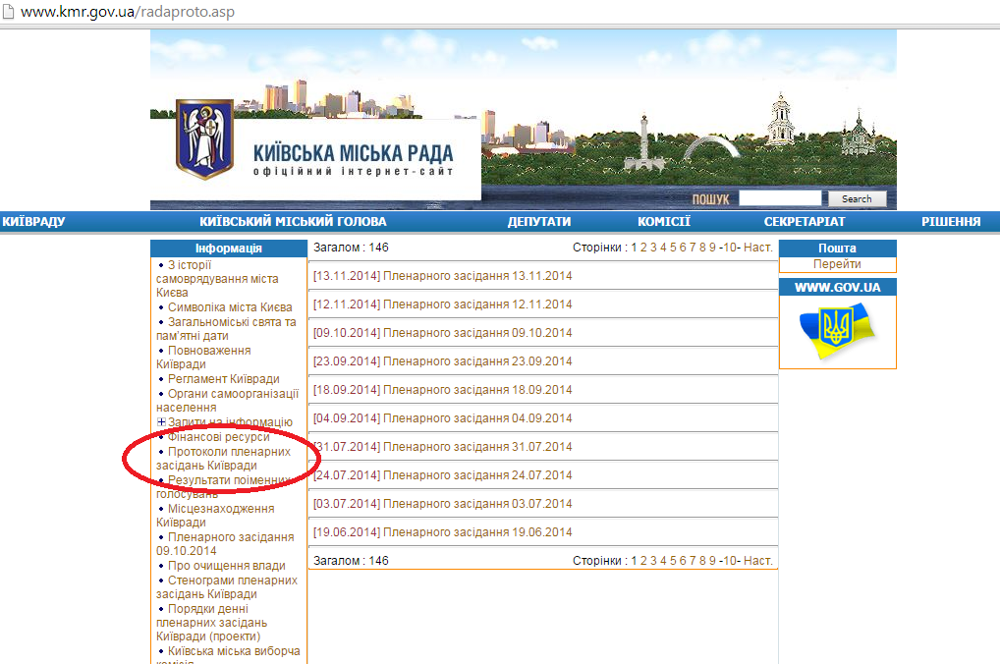 www.kmr.gov.ua/radaproto.asp
КИЇВСЬКА МІСЬКА РАДА
офіційний інтернет-сайт
ПОШУК Search
КИЇВРАДУ КИЇВСЬКИЙ МІСЬКИЙ ГОЛОВА ДЕПУТАТИ КОМІСІЇ СЕКРЕТАРІАТ РІШЕННЯ
Інформація
З історії
самоврядування міста
Києва
Символіка міста Києва
Загальноміські свята та
пам'ятні дати
Повноваження
Київради
Регламент Київради
Органи самоорганізації
населення
Запити на інформацію
Фінансові ресурси
Протоколи пленарних
засідань Київради
Результати поіменних
голосувань
Місцезнаходження
Київради
Пленарного засідання
09.10.2014
Про очищення влади
Стенограми пленарних
засідань Київради
Порядки денні
пленарних засідань
Київради (проекти)
Київська міська виборча
комісія
Загалом : 146 Сторінки : 1 2 3 4 5 6 7 8 9 -10- Наст.
[13.11.2014] Пленарного засідання 13.11.2014
[12.11.2014] Пленарного засідання 12.11.2014
[09.10.2014] Пленарного засідання 09.10.2014
[23.09.2014] Пленарного засідання 23.09.2014
[18.09.2014] Пленарного засідання 18.09.2014
[04.09.2014] Пленарного засідання 04.09.2014
[31.07.2014] Пленарного засідання 31.07.2014
[24.07.2014] Пленарного засідання 24.07.2014
[03.07.2014] Пленарного засідання 03.07.2014
[19.06.2014] Пленарного засідання 19.06.2014
Загалом : 146 Сторінки : 1 2 3 4 5 6 7 8 9 -10- Наст.
Пошта
Перейти
WWW.GOV.UA